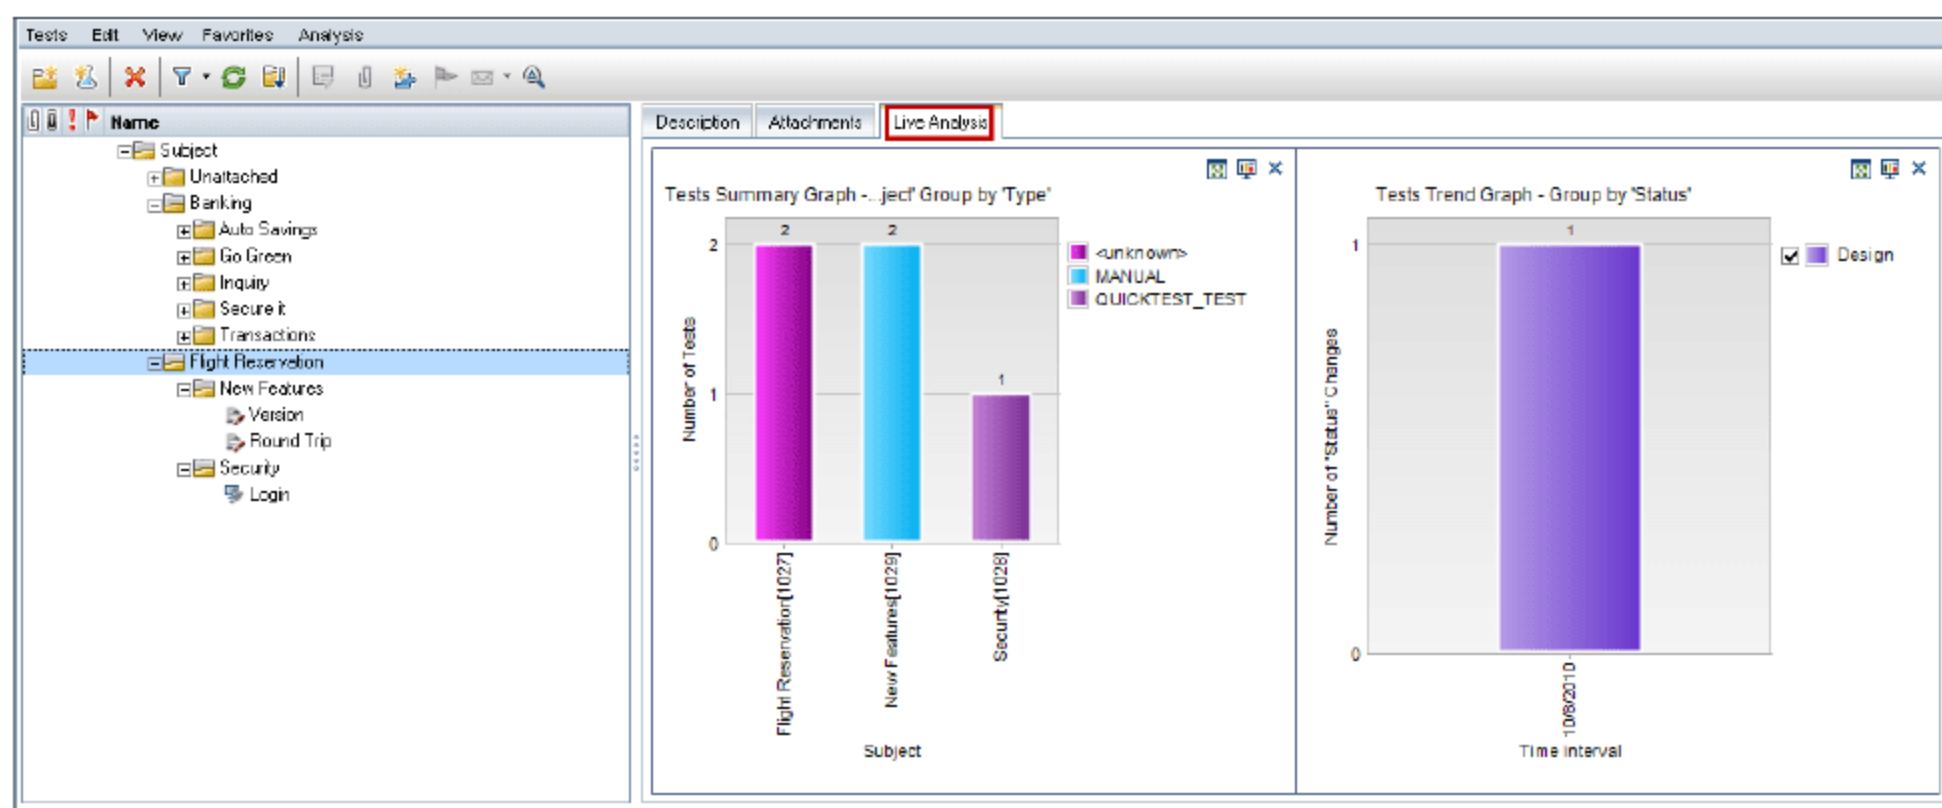 Tests Edit View Favorites Analysis
Name
Subject
Unattached
Banking
Auto Savings
Go Green
Inquiry
Secure it
Transactions
Flight Reservation
New Features
Version
Round Trip
Security
Login
Description Attachments Live Analysis
Tests Summary Graph -...ject' Group by 'Type'
2 2
1
2
1
0
Number of Tests
Flight Reservation[1027]
New Features[1029]
Security[1028]
Subject
<unknown>
MANUAL
QUICKTEST_TEST
Tests Trend Graph - Group by 'Status'
1
1
0
Number of "Status" Changes
10/8/2010
Time interval
Design